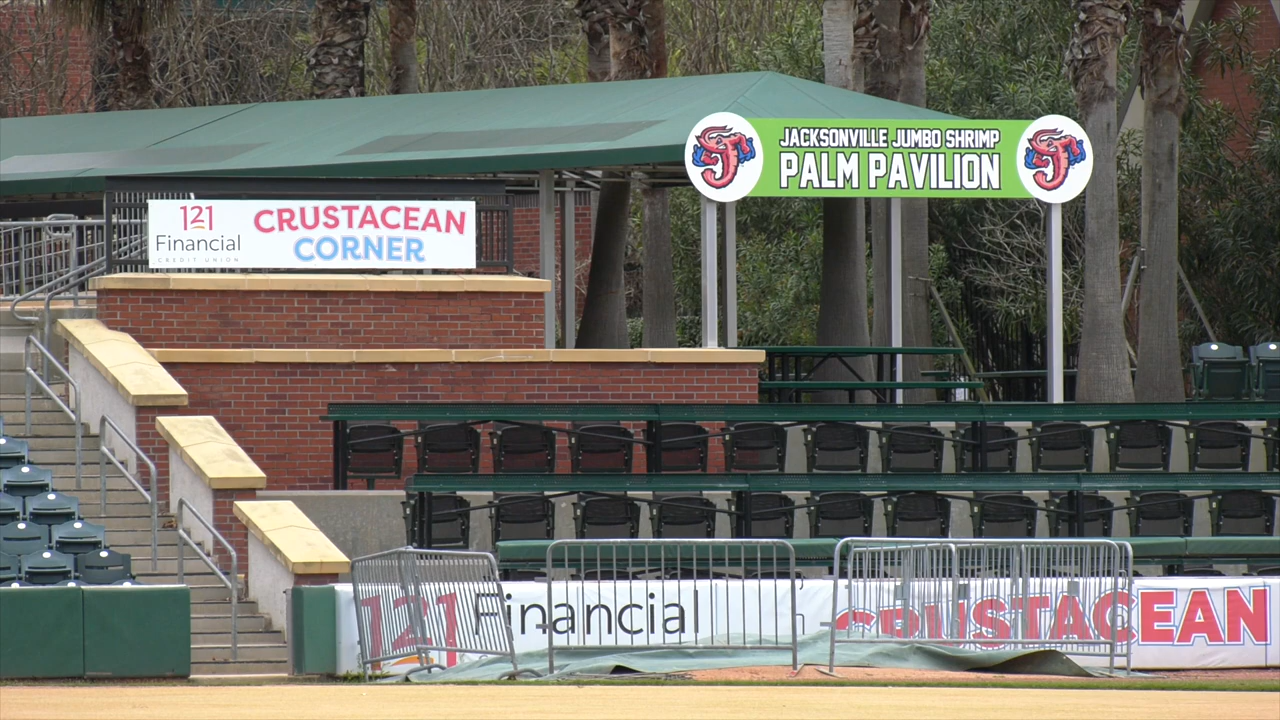 JACKSONVILLE JUMBO SHRIMP
PALM PAVILION
121
Financial
CREDIT UNION
CRUSTACEAN
CORNER
121 Financial CRUSTACEAN